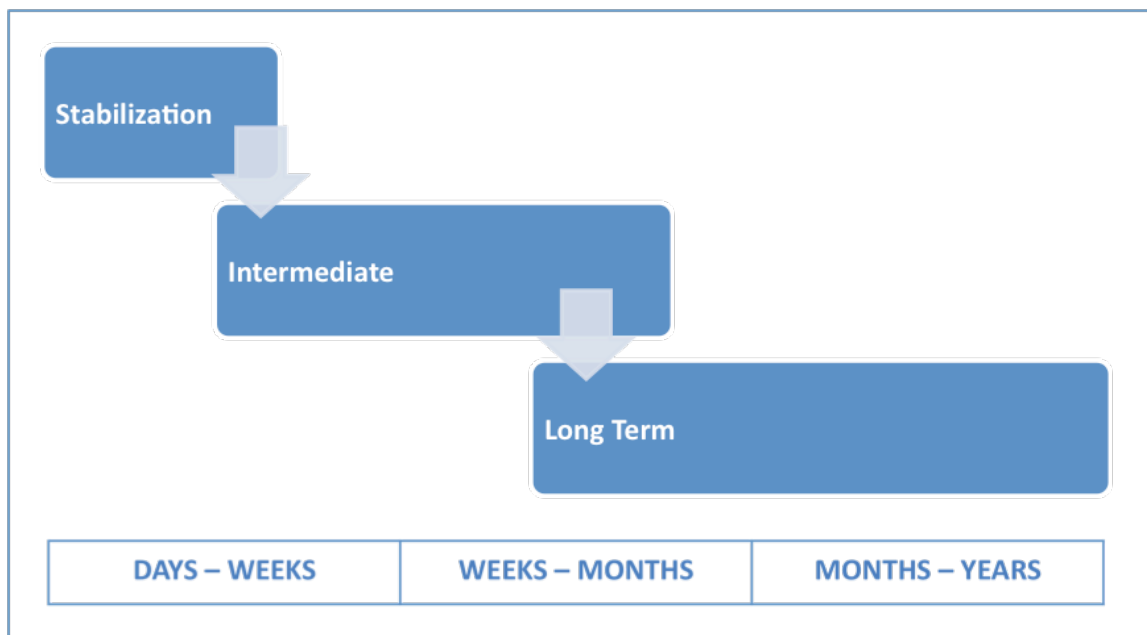 Stabilization
Intermediate
Long Term
DAYS – WEEKS
WEEKS – MONTHS
MONTHS – YEARS